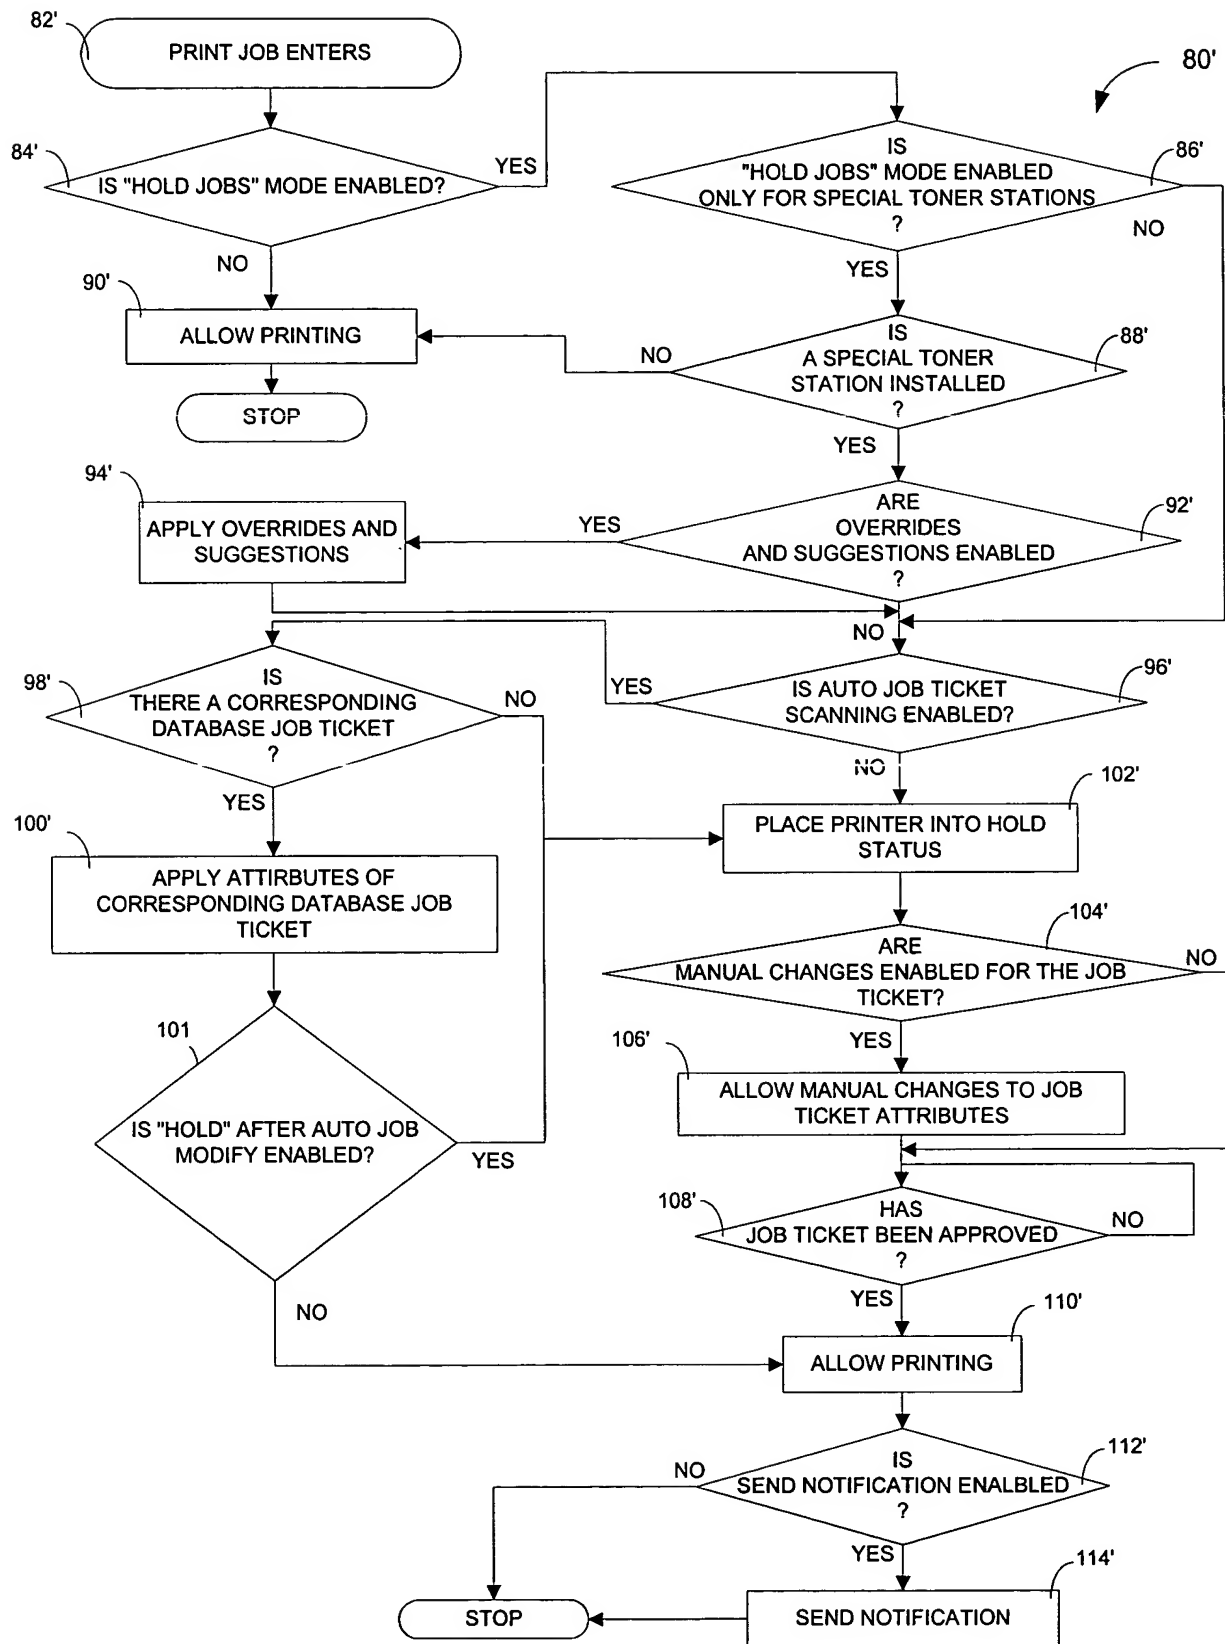 82'
PRINT JOB ENTERS
80'
84'
IS "HOLD JOBS" MODE ENABLED?
YES
NO
IS
"HOLD JOBS" MODE ENABLED
ONLY FOR SPECIAL TONER STATIONS
?
86'
NO
YES
90'
ALLOW PRINTING
STOP
NO
IS
A SPECIAL TONER
STATION INSTALLED
?
88'
YES
94'
APPLY OVERRIDES AND
SUGGESTIONS
YES
ARE
OVERRIDES
AND SUGGESTIONS ENABLED
?
92'
NO
98'
IS
THERE A CORRESPONDING
DATABASE JOB TICKET
?
NO
YES
YES
IS AUTO JOB TICKET
SCANNING ENABLED?
96'
NO
100'
APPLY ATTIRBUTES OF
CORRESPONDING DATABASE JOB
TICKET
102'
PLACE PRINTER INTO HOLD
STATUS
104'
ARE
MANUAL CHANGES ENABLED FOR THE JOB
TICKET?
NO
YES
101
IS "HOLD" AFTER AUTO JOB
MODIFY ENABLED?
YES
NO
106'
ALLOW MANUAL CHANGES TO JOB
TICKET ATTRIBUTES
108'
HAS
JOB TICKET BEEN APPROVED
?
NO
YES
110'
ALLOW PRINTING
112'
IS
SEND NOTIFICATION ENALBLED
?
NO
YES
114'
STOP
SEND NOTIFICATION